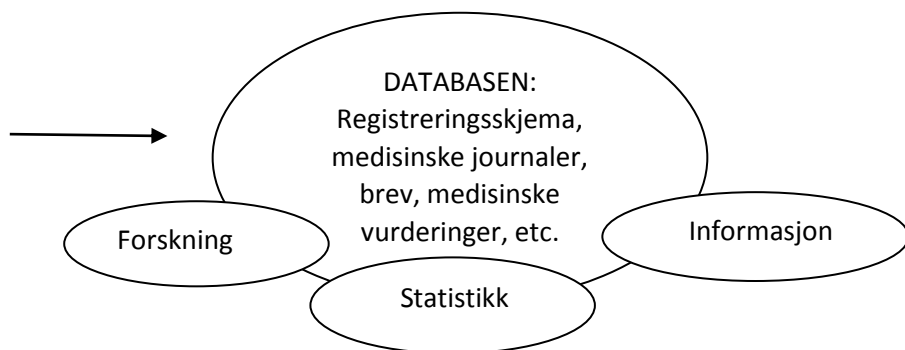 DATABASEN:
Registreringsskjema,
medisinske journaler,
brev, medisinske
vurderinger, etc.
Forskning
Informasjon
Statistikk